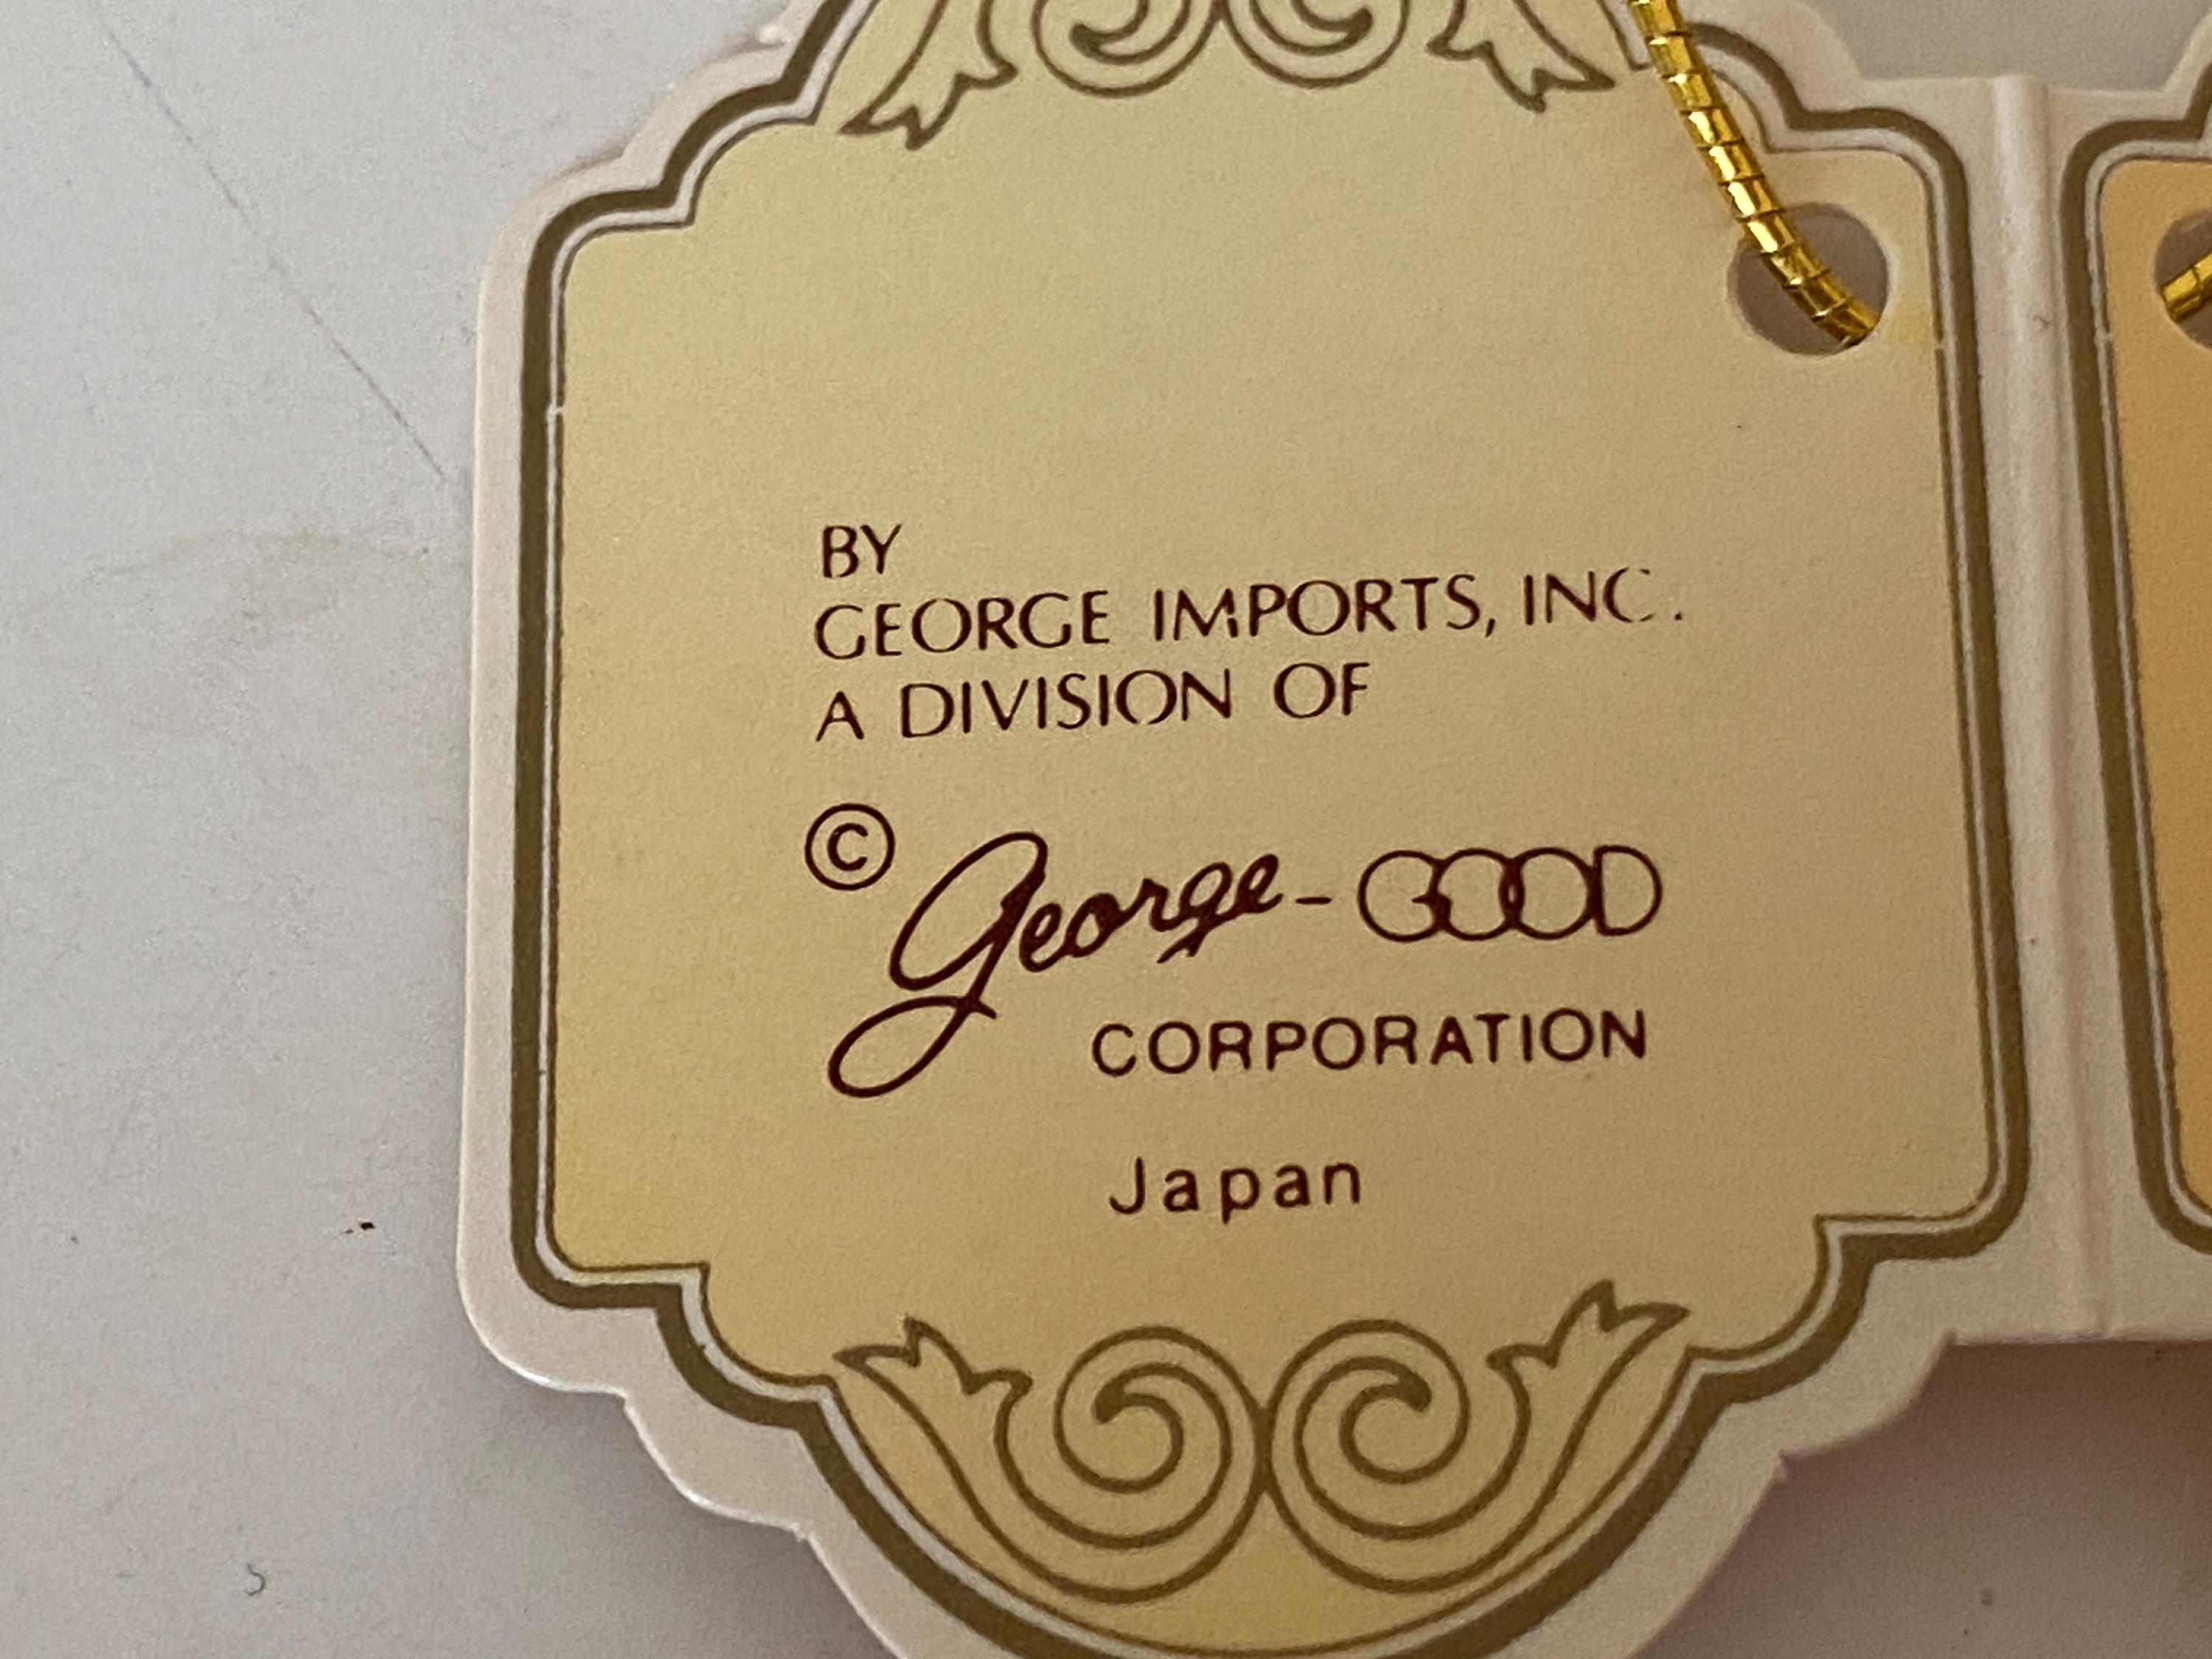 BY
GEORGE IMPORTS, INC.
A DIVISION OF
© George - GOOD
CORPORATION
Japan